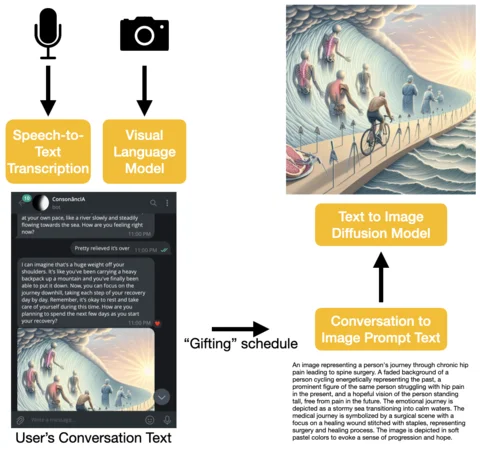 Speech-to-
Text
Transcription
Visual
Language
Model
10
ConsonâncIA
bot
at your own pace, like a river slowly and steadily
flowing towards the sea. How are you feeling right
now?
11:00 PM
Pretty relieved it's over
11:00 PM
I can imagine that's a huge weight off your
shoulders. It's like you've been carrying a heavy
backpack up a mountain and you've finally been
able to put it down. Now, you can focus on the
journey downhill, taking each step of your recovery
day by day. Remember, it's okay to rest and take
care of yourself during this time. How are you
planning to spend the next few days as you start
your recovery?
11:00 PM
Write a message...
User's Conversation Text
"Gifting" schedule
Text to Image
Diffusion Model
Conversation to
Image Prompt Text
An image representing a person's journey through chronic hip
pain leading to spine surgery. A faded background of a
person cycling energetically representing the past, a
prominent figure of the same person struggling with hip pain
in the present, and a hopeful vision of the person standing
tall, free from pain in the future. The emotional journey is
depicted as a stormy sea transitioning into calm waters. The
medical journey is symbolized by a surgical scene with a
focus on a healing wound stitched with staples, representing
surgery and healing process. The image is depicted in soft
pastel colors to evoke a sense of progression and hope.